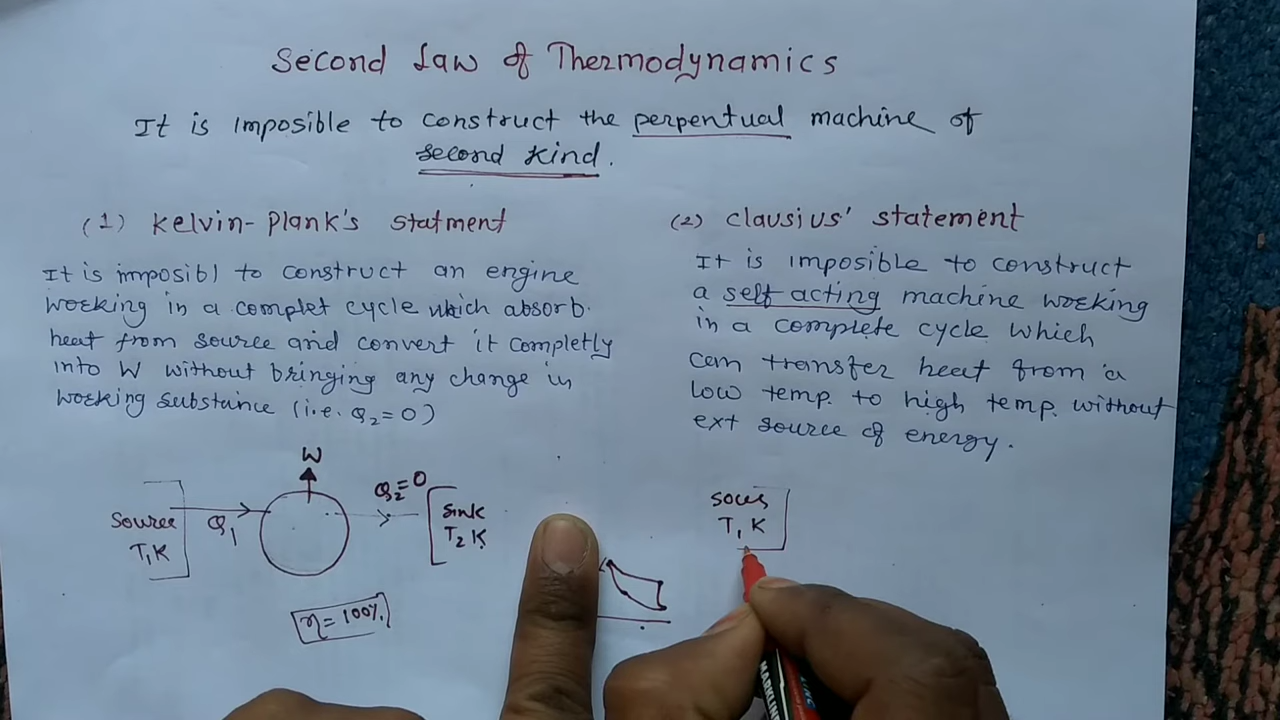 Second Law of Thermodynamics
It is imposible to construct the perpentual machine of
second kind.
(1) Kelvin-Plank's statment
It is imposibl to construct an engine
working in a complet cycle which absorb.
heat from source and convert it completly
into W without bringing any change in
working substance (i.e. Q2=0)
W
Q1
Q2=0
Source
T1K
Sink
T2K
η=100%
(2) Clausius' statement
It is imposible to construct
a self acting machine working
in a complete cycle which
can transfer heat from a
low temp. to high temp. without
ext source of energy.
T1K